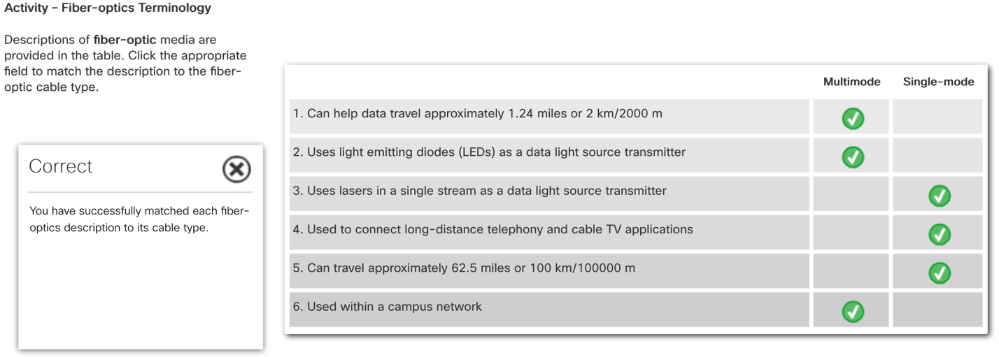 Activity – Fiber-optics Terminology
Descriptions of fiber-optic media are
provided in the table. Click the appropriate
field to match the description to the fiber-
optic cable type.
Correct
You have successfully matched each fiber-
optics description to its cable type.
Multimode Single-mode
1. Can help data travel approximately 1.24 miles or 2 km/2000 m
2. Uses light emitting diodes (LEDs) as a data light source transmitter
3. Uses lasers in a single stream as a data light source transmitter
4. Used to connect long-distance telephony and cable TV applications
5. Can travel approximately 62.5 miles or 100 km/100000 m
6. Used within a campus network